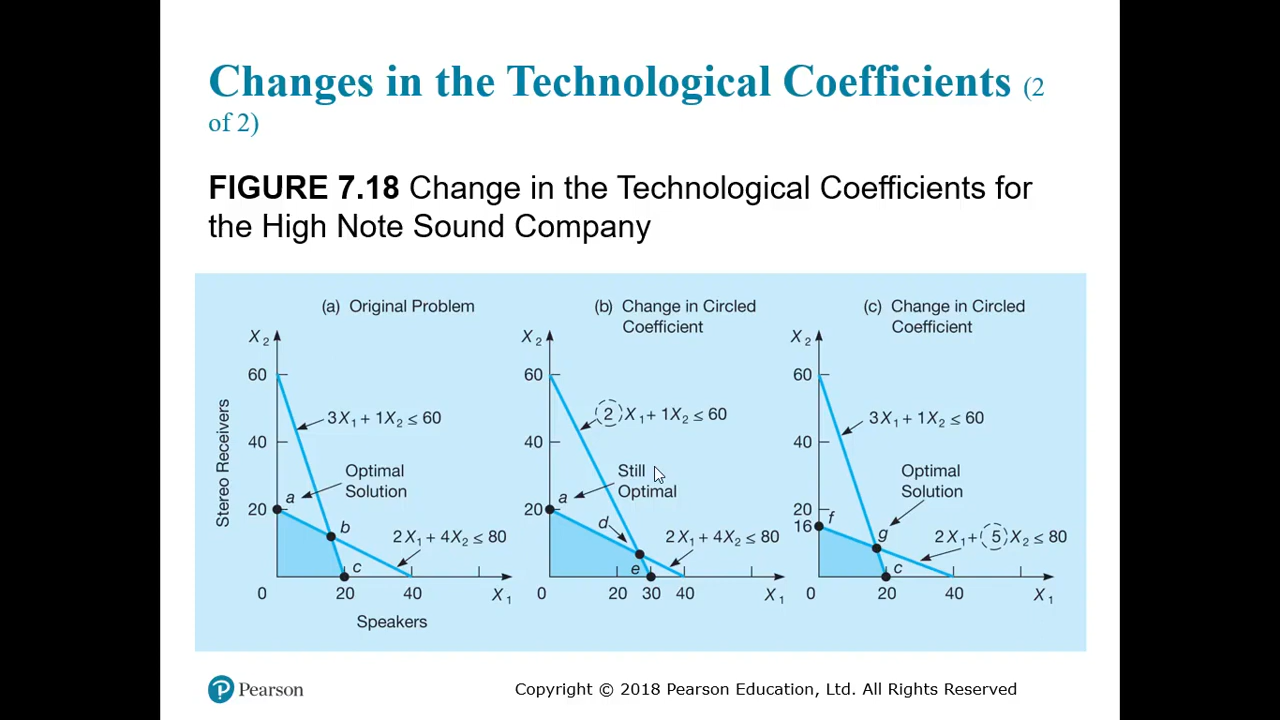 Changes in the Technological Coefficients (2
of 2)
FIGURE 7.18 Change in the Technological Coefficients for
the High Note Sound Company
(a) Original Problem
X₂
60
40
20
0
20
40
X₁
Stereo Receivers
Speakers
3X₁ + 1X₂ ≤ 60
Optimal
Solution
a
b
c
2X₁ + 4X₂ ≤ 80
(b) Change in Circled
Coefficient
X₂
60
40
20
0
20
30
40
X₁
2X₁ + 1X₂ ≤ 60
Still
Optimal
a
d
e
2X₁ + 4X₂ ≤ 80
(c) Change in Circled
Coefficient
X₂
60
40
20
16
0
20
40
X₁
3X₁ + 1X₂ ≤ 60
Optimal
Solution
f
g
c
2X₁ + 5X₂ ≤ 80
P Pearson
Copyright © 2018 Pearson Education, Ltd. All Rights Reserved